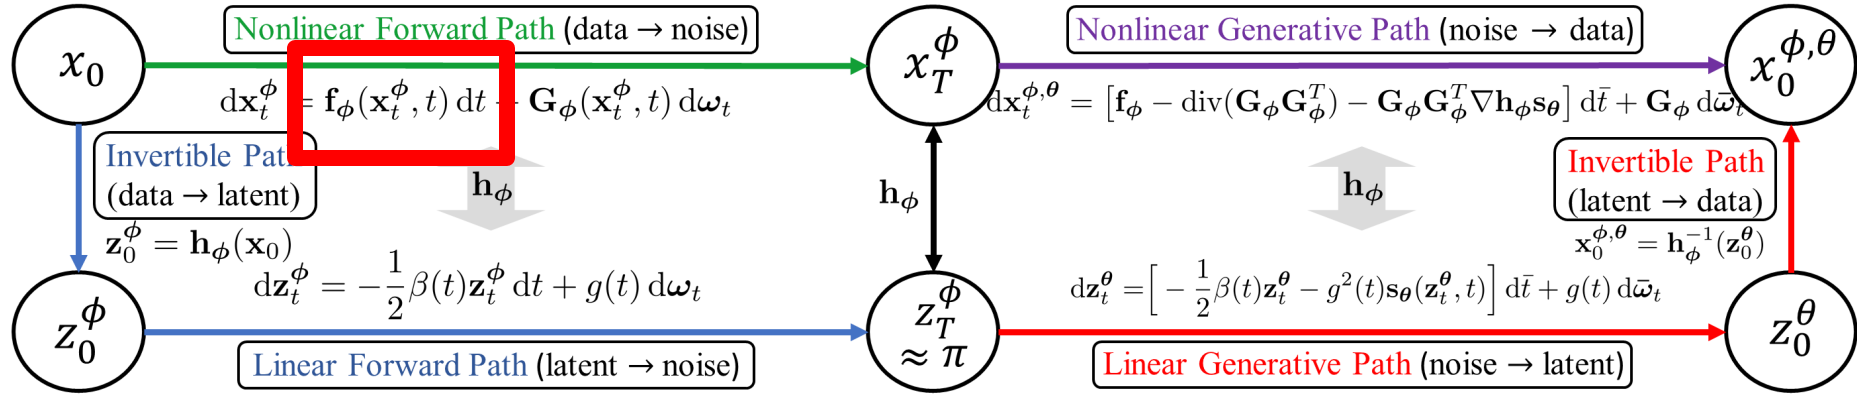 Nonlinear Forward Path (data → noise)
Nonlinear Generative Path (noise → data)
x_0
x_T^ϕ
x_0^{ϕ,θ}
dx_t^ϕ = f_ϕ(x_t^ϕ, t) dt + G_ϕ(x_t^ϕ, t) dω_t
dx_t^{ϕ,θ} = [f_ϕ − div(G_ϕG_ϕ^T) − G_ϕG_ϕ^T∇h_ϕs_θ] dt̄ + G_ϕ dω̄_t
Invertible Path
(data → latent)
z_0^ϕ = h_ϕ(x_0)
h_ϕ
h_ϕ
h_ϕ
Invertible Path
(latent → data)
x_0^{ϕ,θ} = h_ϕ^{-1}(z_0^θ)
dz_t^ϕ = −\frac{1}{2}β(t)z_t^ϕ dt + g(t) dω_t
dz_t^θ = [ − \frac{1}{2}β(t)z_t^θ − g^2(t)s_θ(z_t^θ, t)] dt̄ + g(t) dω̄_t
z_0^ϕ
z_T^ϕ
≈ π
z_0^θ
Linear Forward Path (latent → noise)
Linear Generative Path (noise → latent)